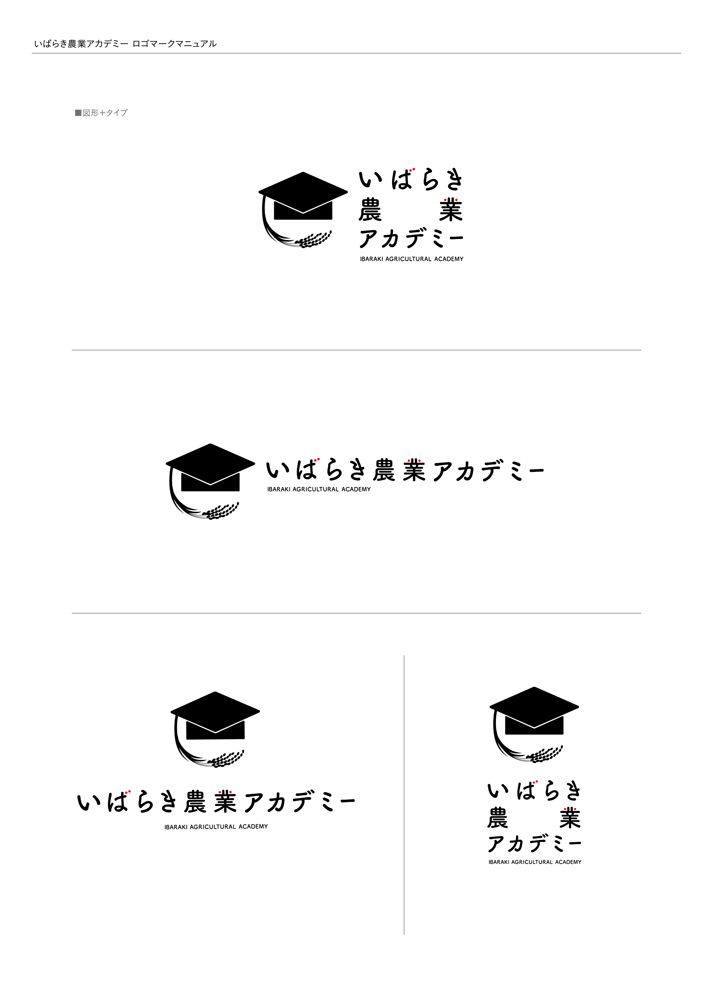 いばらき農業アカデミー ロゴマークマニュアル
■図形＋タイプ
いばらき
農業
アカデミー
IBARAKI AGRICULTURAL ACADEMY
いばらき農業アカデミー
IBARAKI AGRICULTURAL ACADEMY
いばらき農業アカデミー
IBARAKI AGRICULTURAL ACADEMY
いばらき
農業
アカデミー
IBARAKI AGRICULTURAL ACADEMY